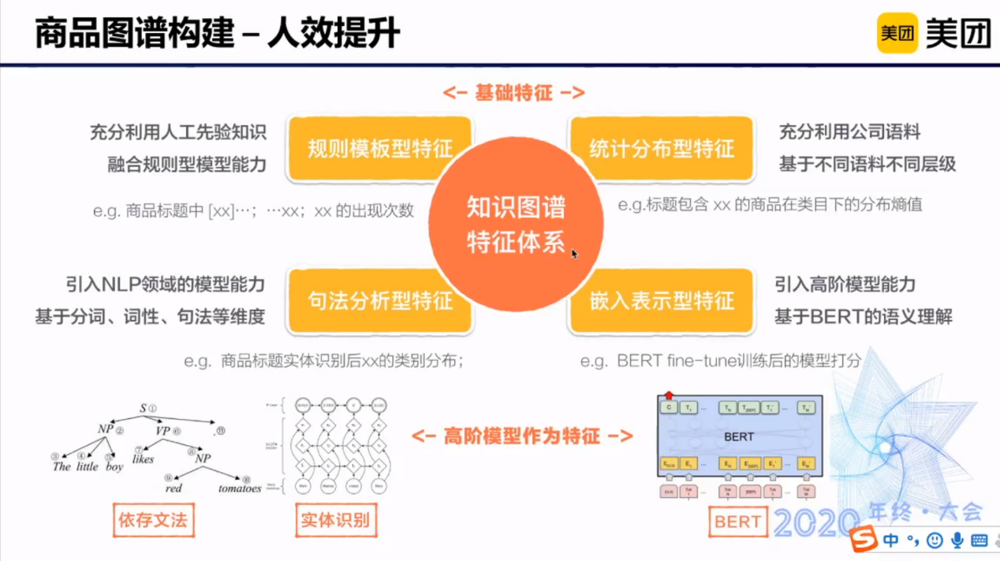 商品图谱构建 – 人效提升
美团 美团
<- 基础特征 ->
充分利用人工先验知识
融合规则型模型能力
规则模板型特征
统计分布型特征
充分利用公司语料
基于不同语料不同层级
e.g. 商品标题中 [xx]…；…xx；xx 的出现次数
知识图谱
特征体系
e.g.标题包含 xx 的商品在类目下的分布熵值
引入NLP领域的模型能力
基于分词、词性、句法等维度
句法分析型特征
嵌入表示型特征
引入高阶模型能力
基于BERT的语义理解
e.g. 商品标题实体识别后xx的类别分布；
e.g. BERT fine-tune训练后的模型打分
S ①
NP ② VP ⑥ ⑪
③ ④ ⑤ ⑦ ⑧
The little boy likes NP
⑨ ⑩
red tomatoes
依存文法
实体识别
<- 高阶模型作为特征 ->
C T1 ... TN T[SEP] T1' ... TM'
BERT
E[CLS] E1 ... EN E[SEP] E1' ... EM'
[CLS] Tok 1 ... Tok N [SEP] Tok 1 ... Tok M
BERT
2020 年终·大会
中